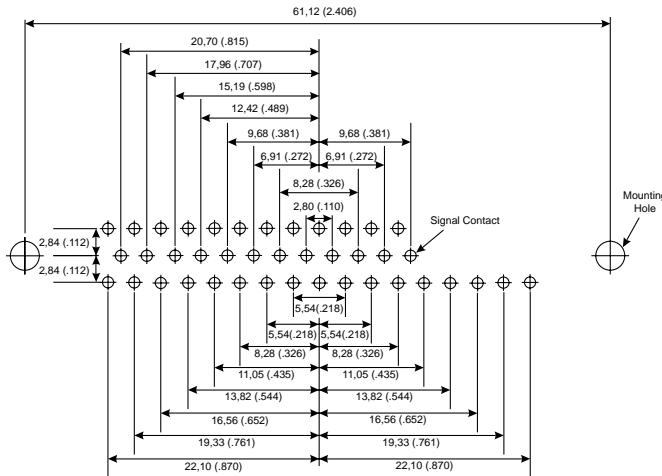 61,12 (2.406)
20,70 (.815)
17,96 (.707)
15,19 (.598)
12,42 (.489)
9,68 (.381) 9,68 (.381)
6,91 (.272) 6,91 (.272)
8,28 (.326)
2,80 (.110)
Mounting
Hole
Signal Contact
2,84 (.112)
2,84 (.112)
5,54 (.218)
5,54(.218) 5,54(.218)
8,28 (.326) 8,28 (.326)
11,05 (.435) 11,05 (.435)
13,82 (.544) 13,82 (.544)
16,56 (.652) 16,56 (.652)
19,33 (.761) 19,33 (.761)
22,10 (.870) 22,10 (.870)